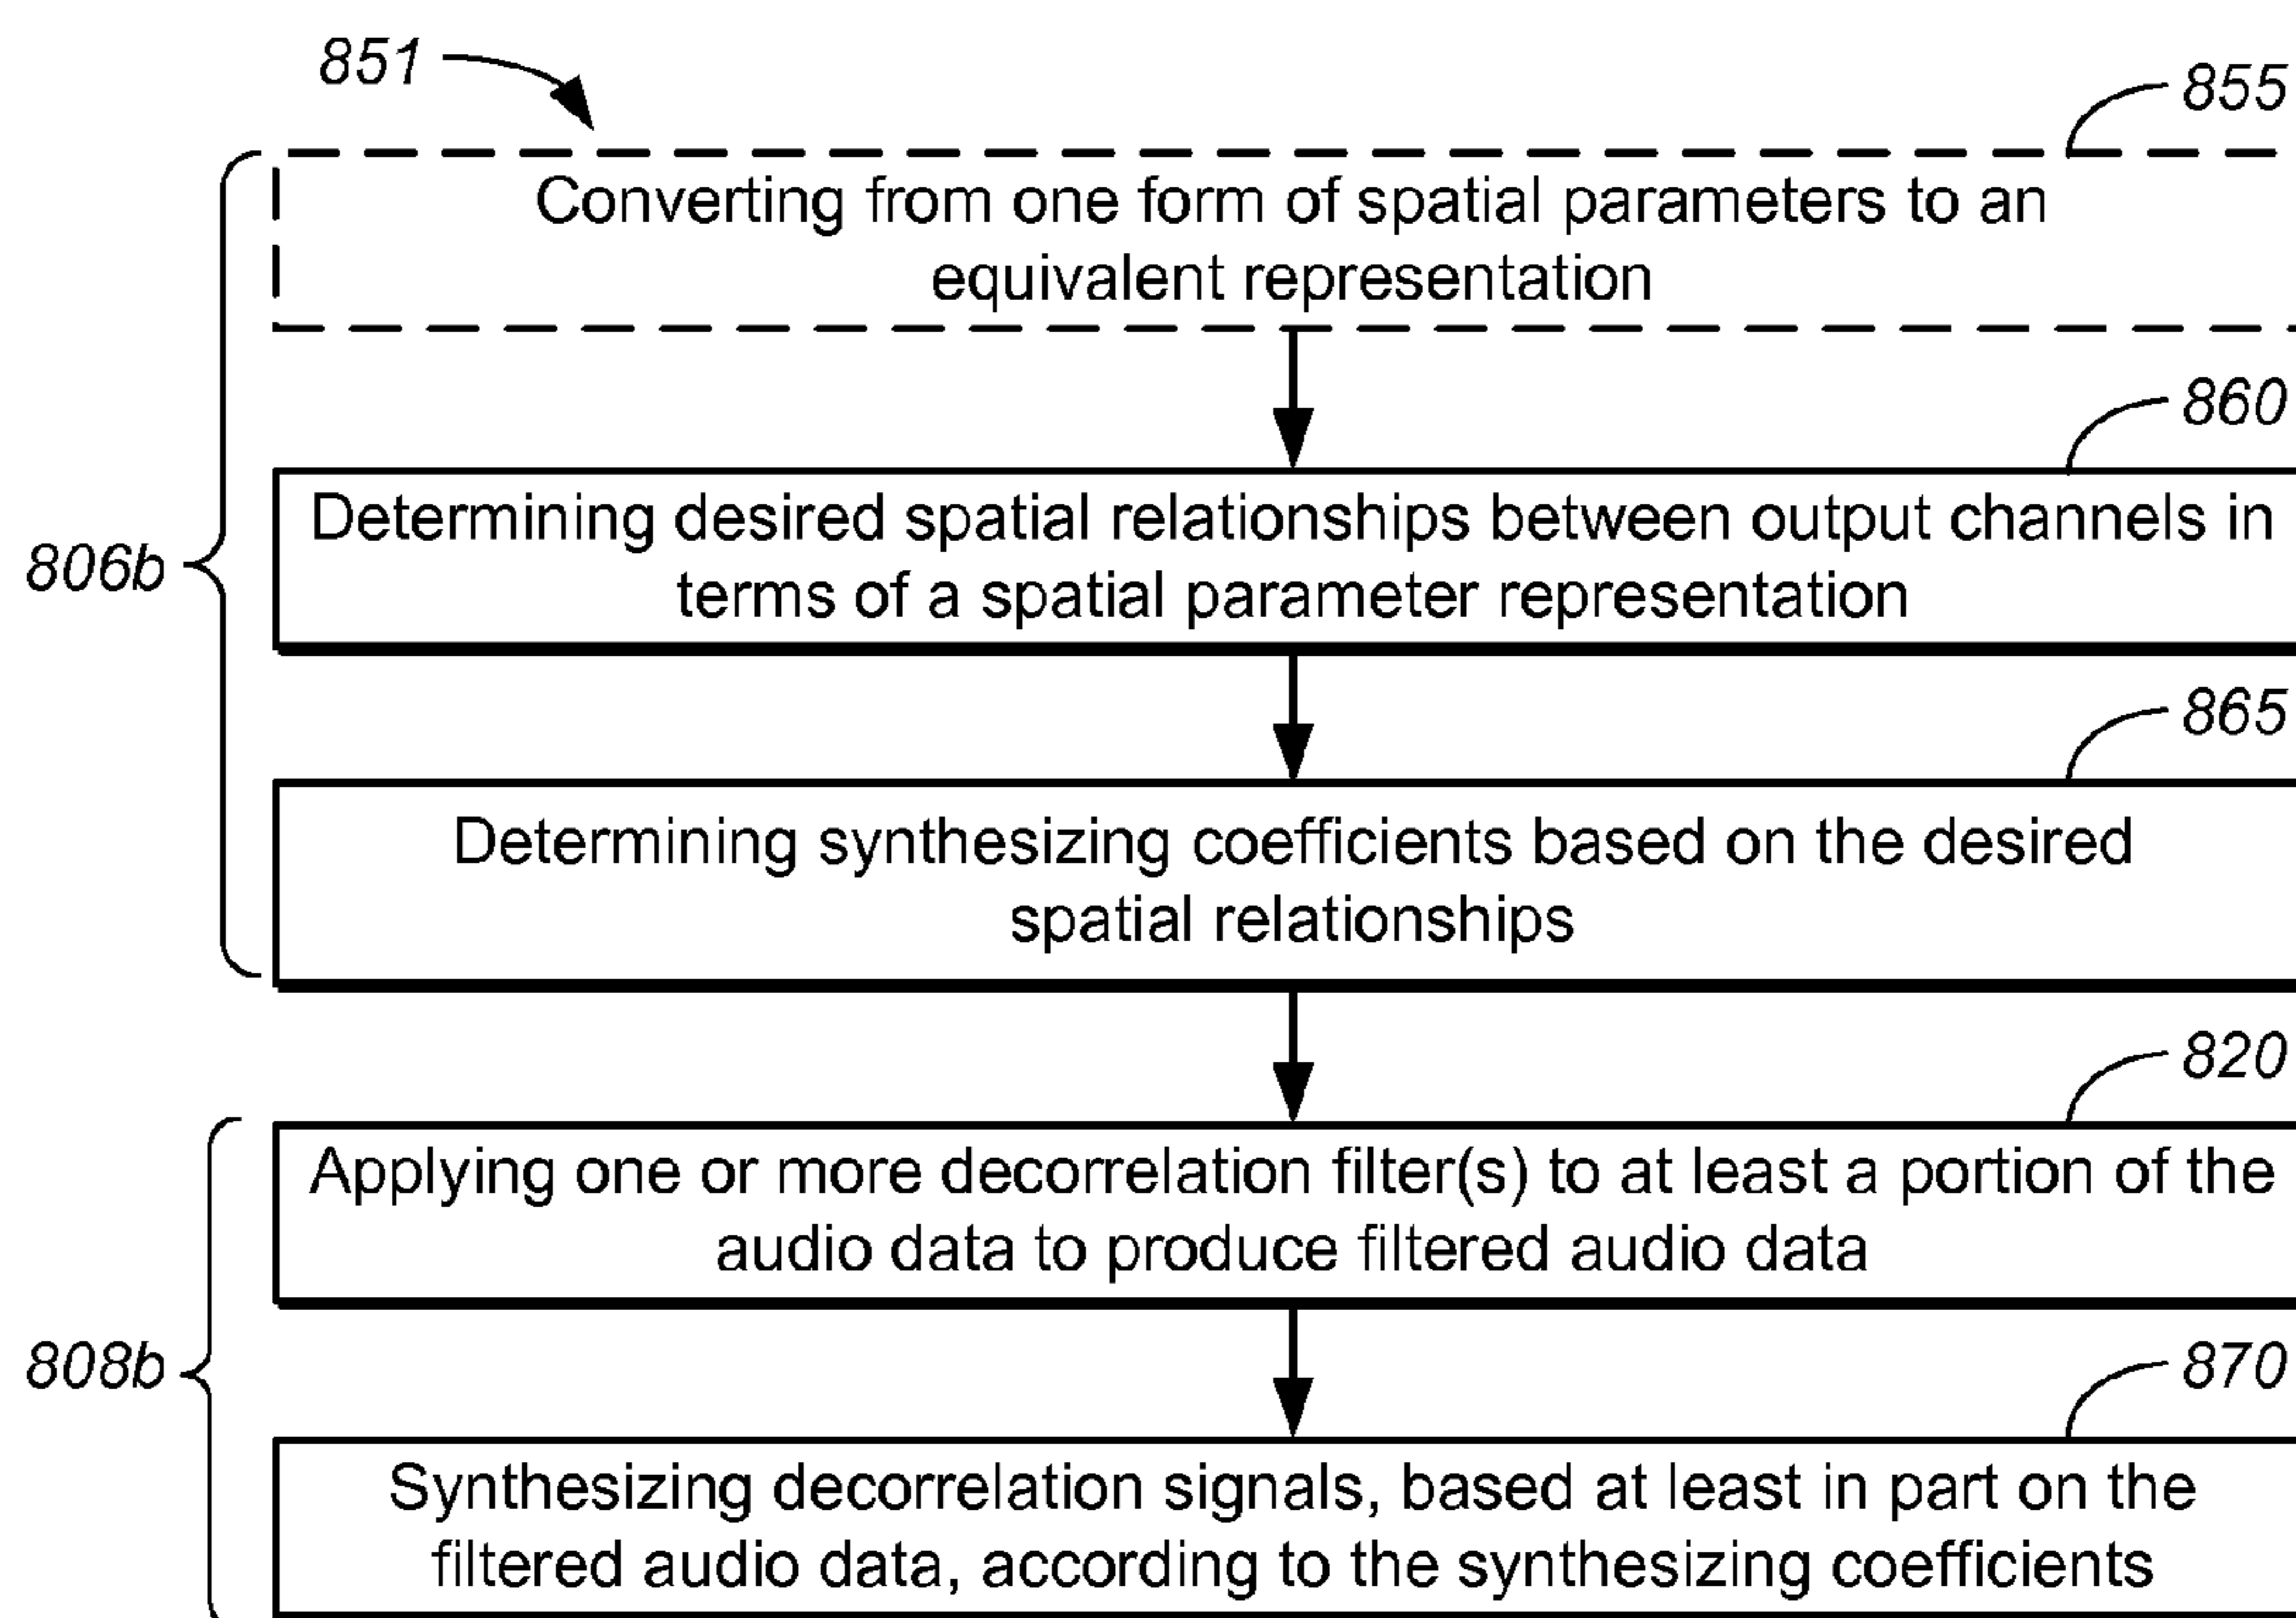 851
855
Converting from one form of spatial parameters to an
equivalent representation
860
Determining desired spatial relationships between output channels in
terms of a spatial parameter representation
806b
865
Determining synthesizing coefficients based on the desired
spatial relationships
820
Applying one or more decorrelation filter(s) to at least a portion of the
audio data to produce filtered audio data
808b
870
Synthesizing decorrelation signals, based at least in part on the
filtered audio data, according to the synthesizing coefficients